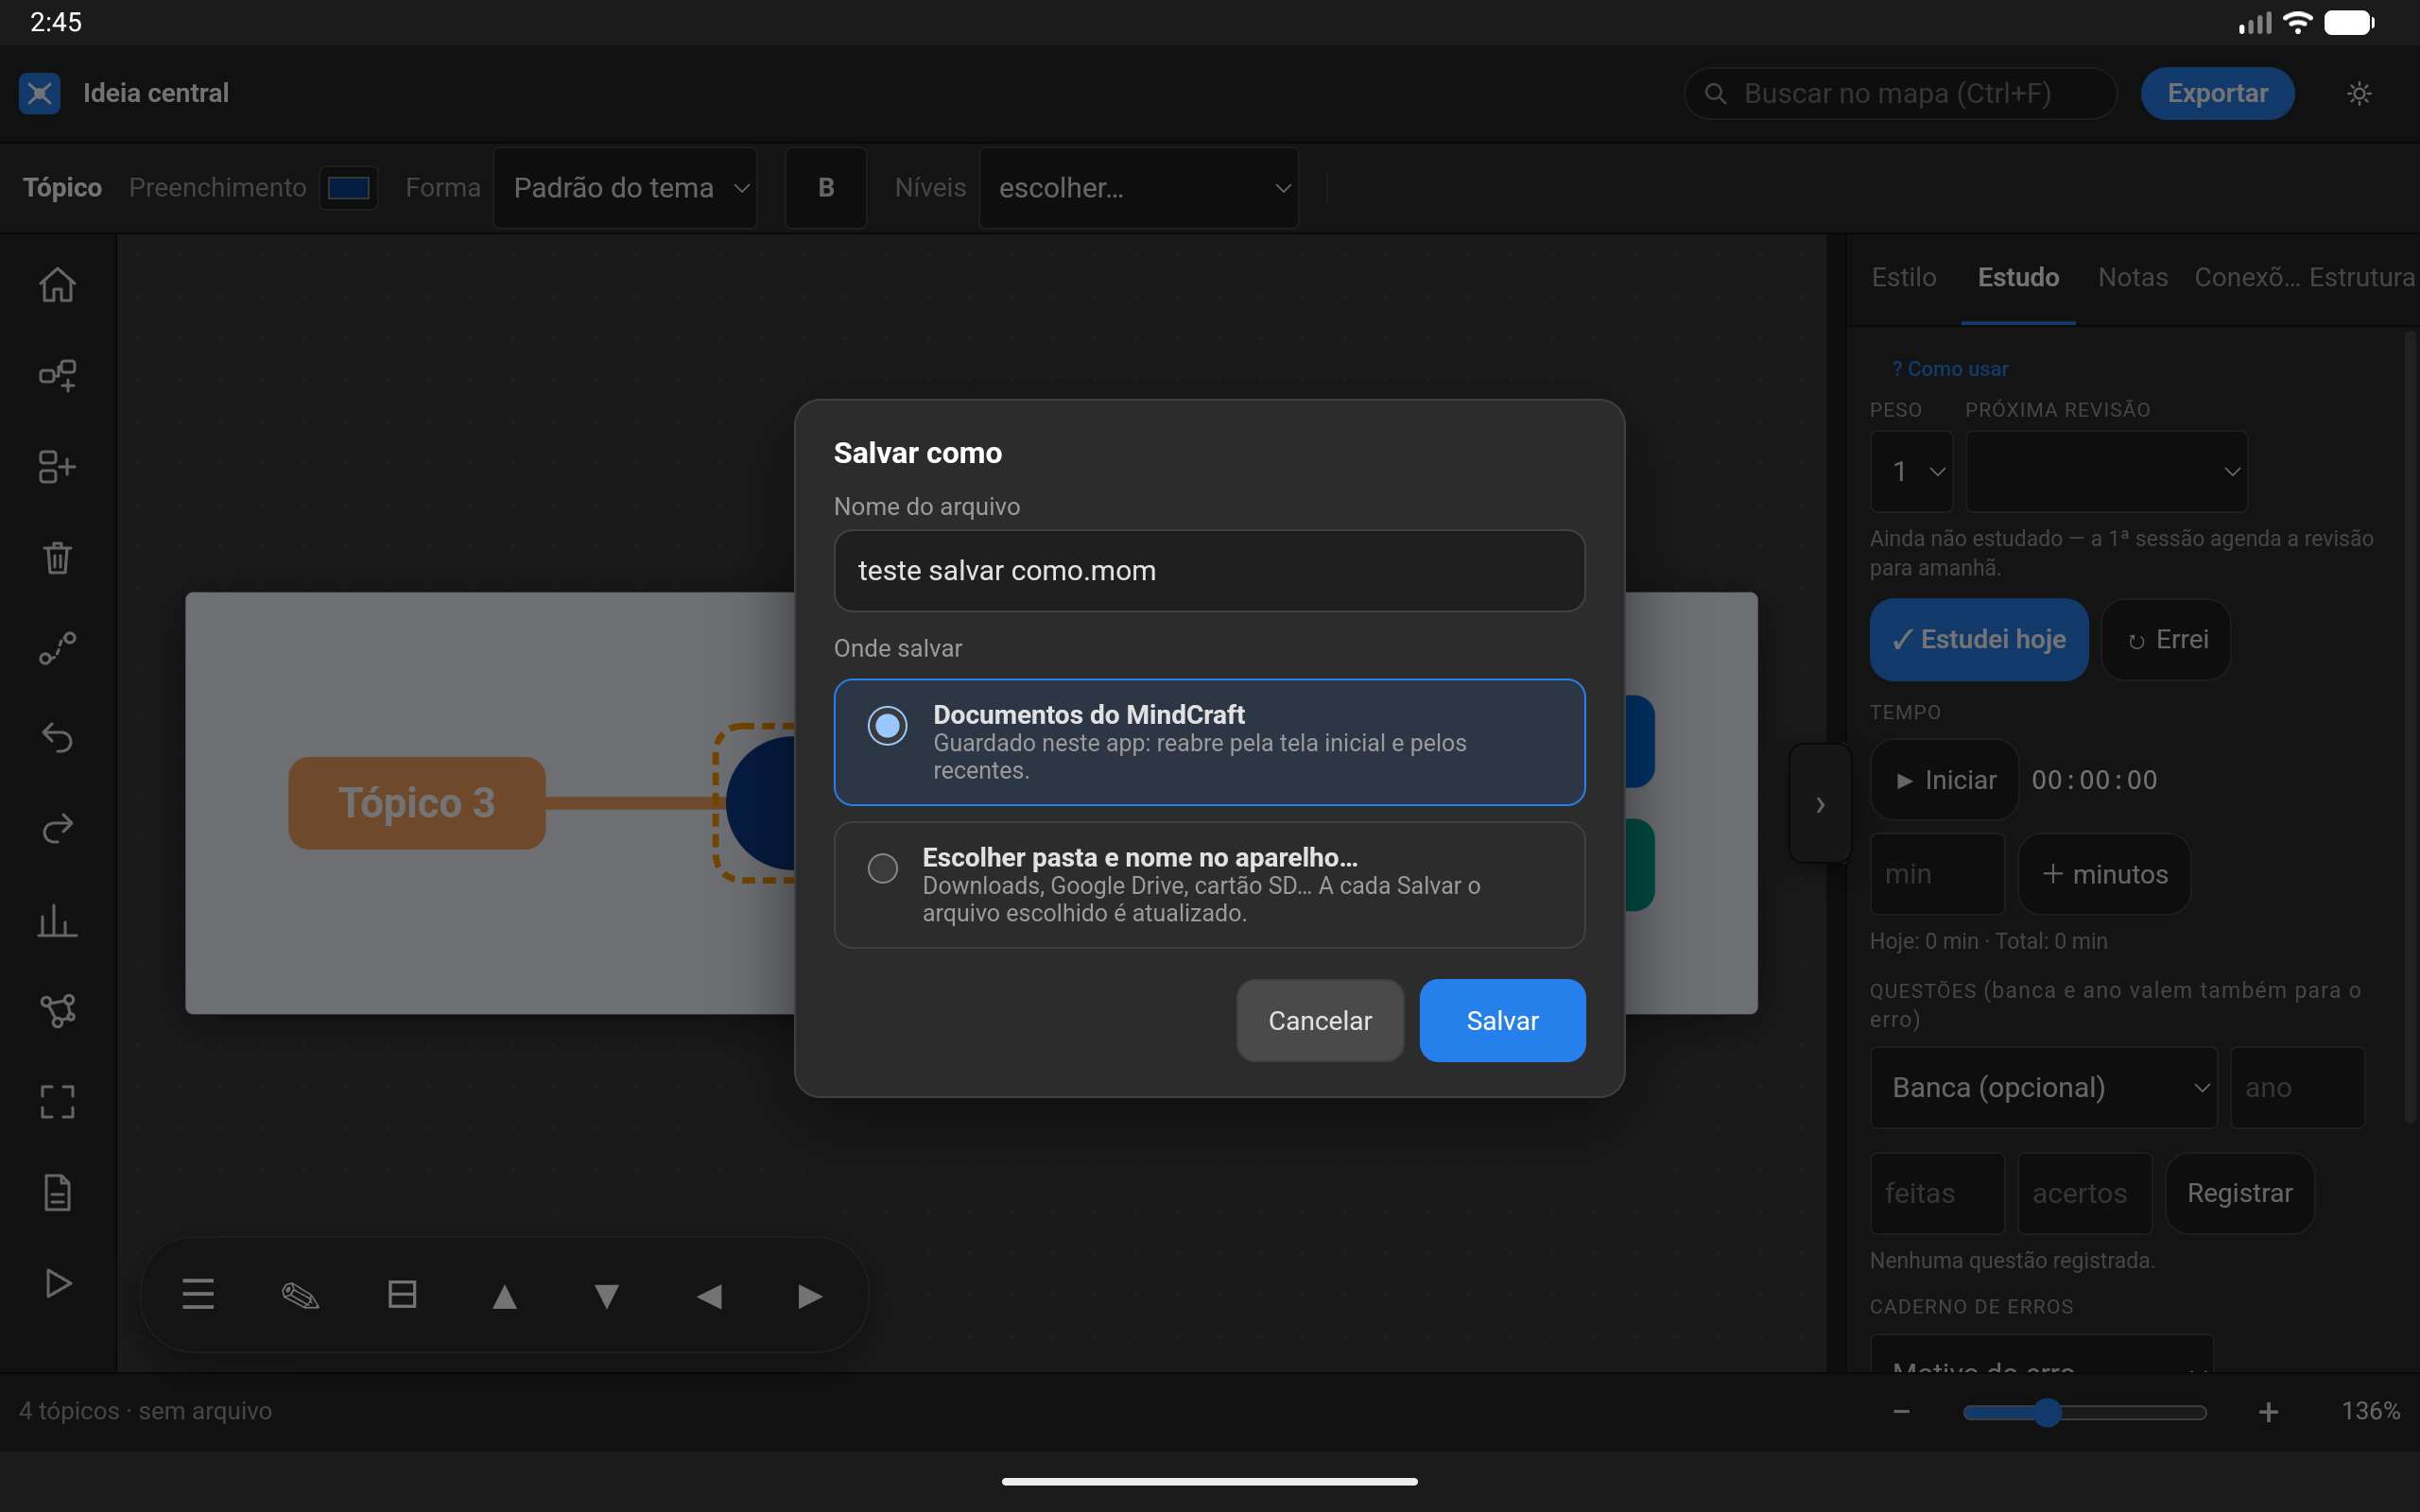 2:45
Ideia central
Buscar no mapa (Ctrl+F)
Exportar
Tópico Preenchimento Forma Padrão do tema B Níveis escolher...
Estilo Estudo Notas Conexõ... Estrutura
? Como usar
PESO PRÓXIMA REVISÃO
1
Ainda não estudado — a 1ª sessão agenda a revisão
para amanhã.
✓ Estudei hoje
↻ Errei
TEMPO
► Iniciar 00:00:00
min + minutos
Hoje: 0 min · Total: 0 min
QUESTÕES (banca e ano valem também para o
erro)
Banca (opcional) ano
feitas acertos Registrar
Nenhuma questão registrada.
CADERNO DE ERROS
Motivo do erro
Tópico 3
Salvar como
Nome do arquivo
teste salvar como.mom
Onde salvar
Documentos do MindCraft
Guardado neste app: reabre pela tela inicial e pelos
recentes.
Escolher pasta e nome no aparelho...
Downloads, Google Drive, cartão SD... A cada Salvar o
arquivo escolhido é atualizado.
Cancelar Salvar
4 tópicos · sem arquivo
− + 136%